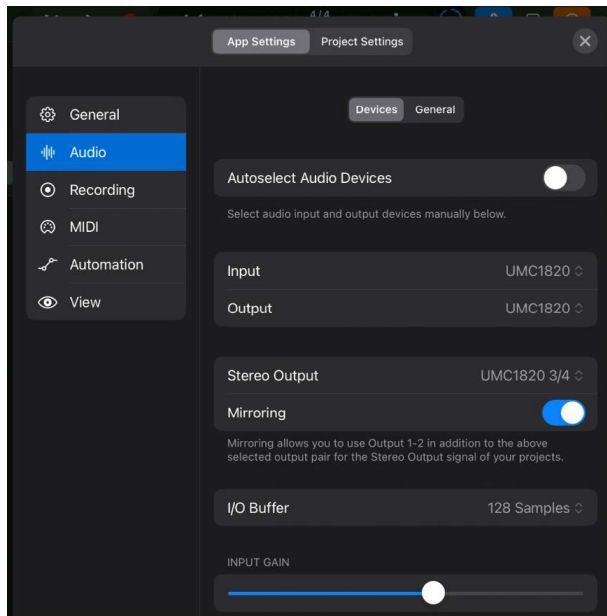 4/4
App Settings Project Settings
General
Audio
Recording
MIDI
Automation
View
Devices General
Autoselect Audio Devices
Select audio input and output devices manually below.
Input UMC1820
Output UMC1820
Stereo Output UMC1820 3/4
Mirroring
Mirroring allows you to use Output 1-2 in addition to the above
selected output pair for the Stereo Output signal of your projects.
I/O Buffer 128 Samples
INPUT GAIN